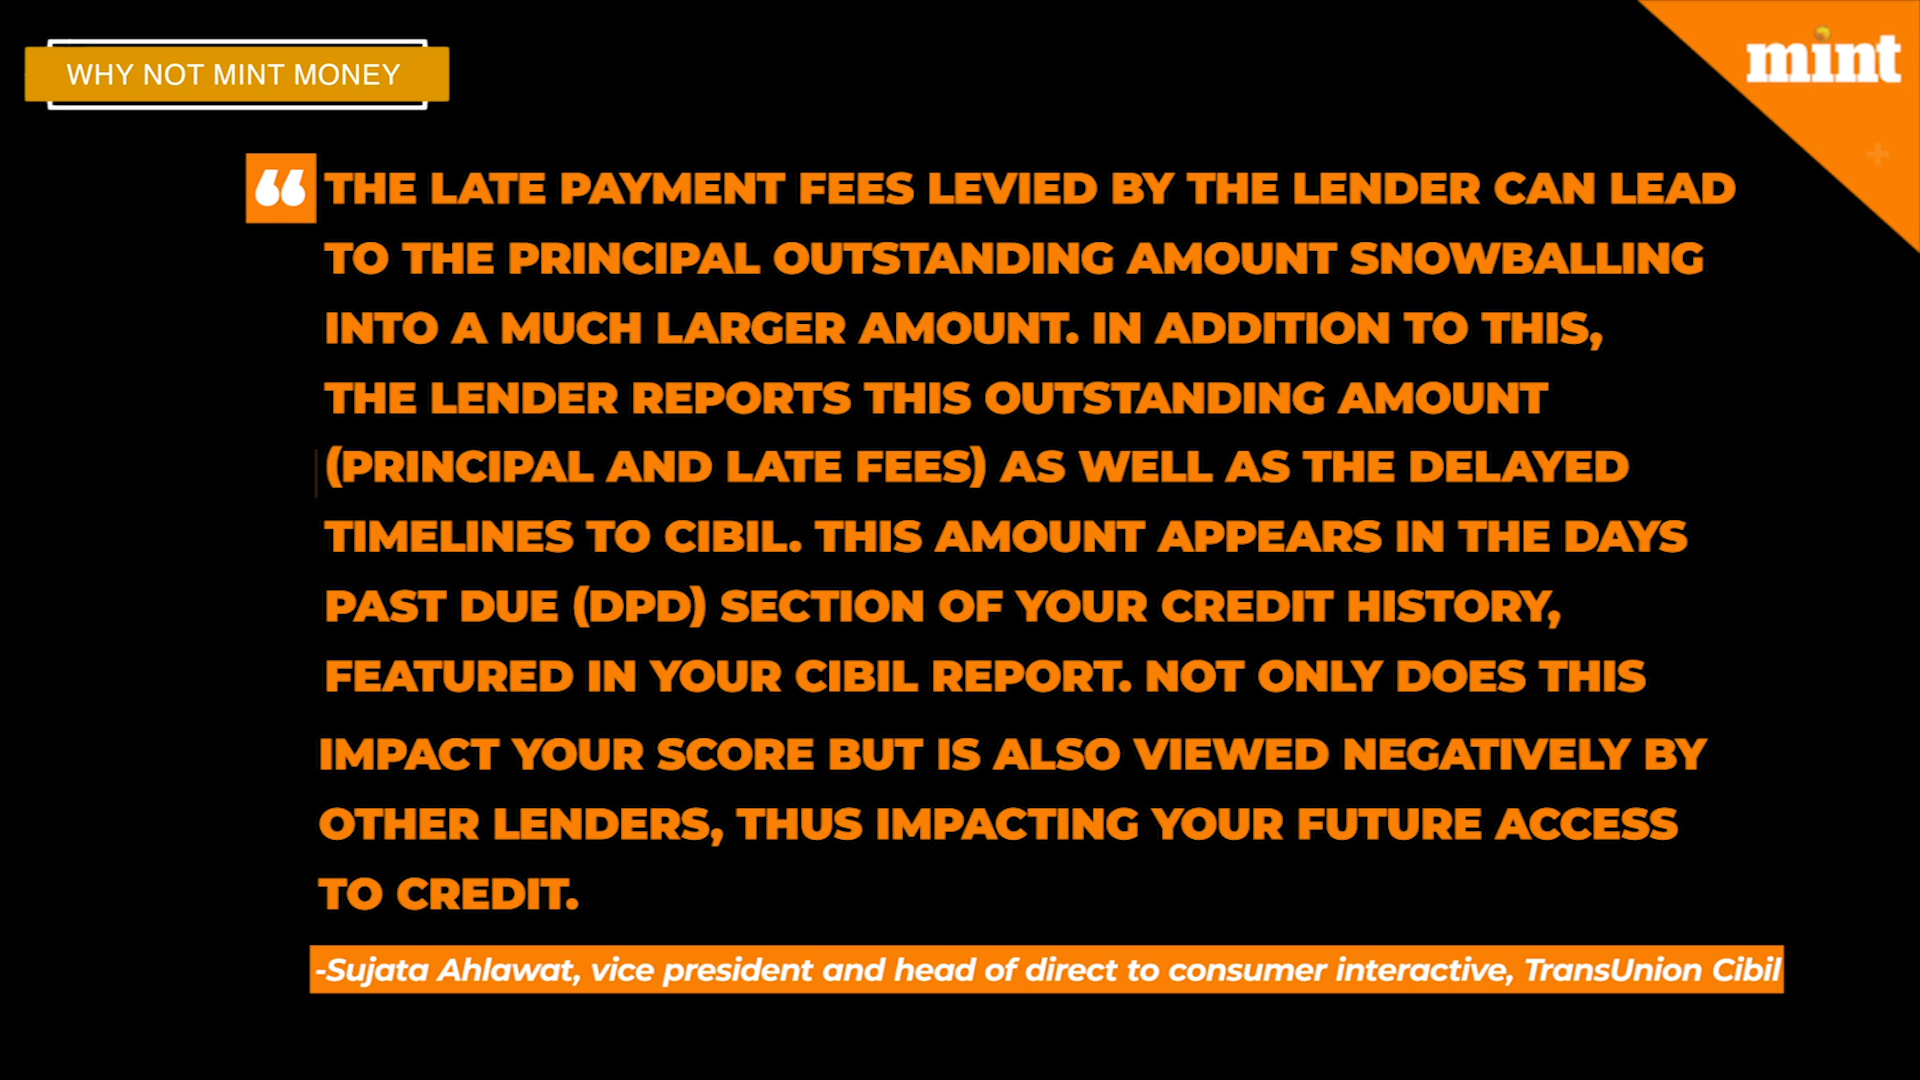 WHY NOT MINT MONEY
mint
“THE LATE PAYMENT FEES LEVIED BY THE LENDER CAN LEAD
TO THE PRINCIPAL OUTSTANDING AMOUNT SNOWBALLING
INTO A MUCH LARGER AMOUNT. IN ADDITION TO THIS,
THE LENDER REPORTS THIS OUTSTANDING AMOUNT
(PRINCIPAL AND LATE FEES) AS WELL AS THE DELAYED
TIMELINES TO CIBIL. THIS AMOUNT APPEARS IN THE DAYS
PAST DUE (DPD) SECTION OF YOUR CREDIT HISTORY,
FEATURED IN YOUR CIBIL REPORT. NOT ONLY DOES THIS
IMPACT YOUR SCORE BUT IS ALSO VIEWED NEGATIVELY BY
OTHER LENDERS, THUS IMPACTING YOUR FUTURE ACCESS
TO CREDIT.
-Sujata Ahlawat, vice president and head of direct to consumer interactive, TransUnion Cibil